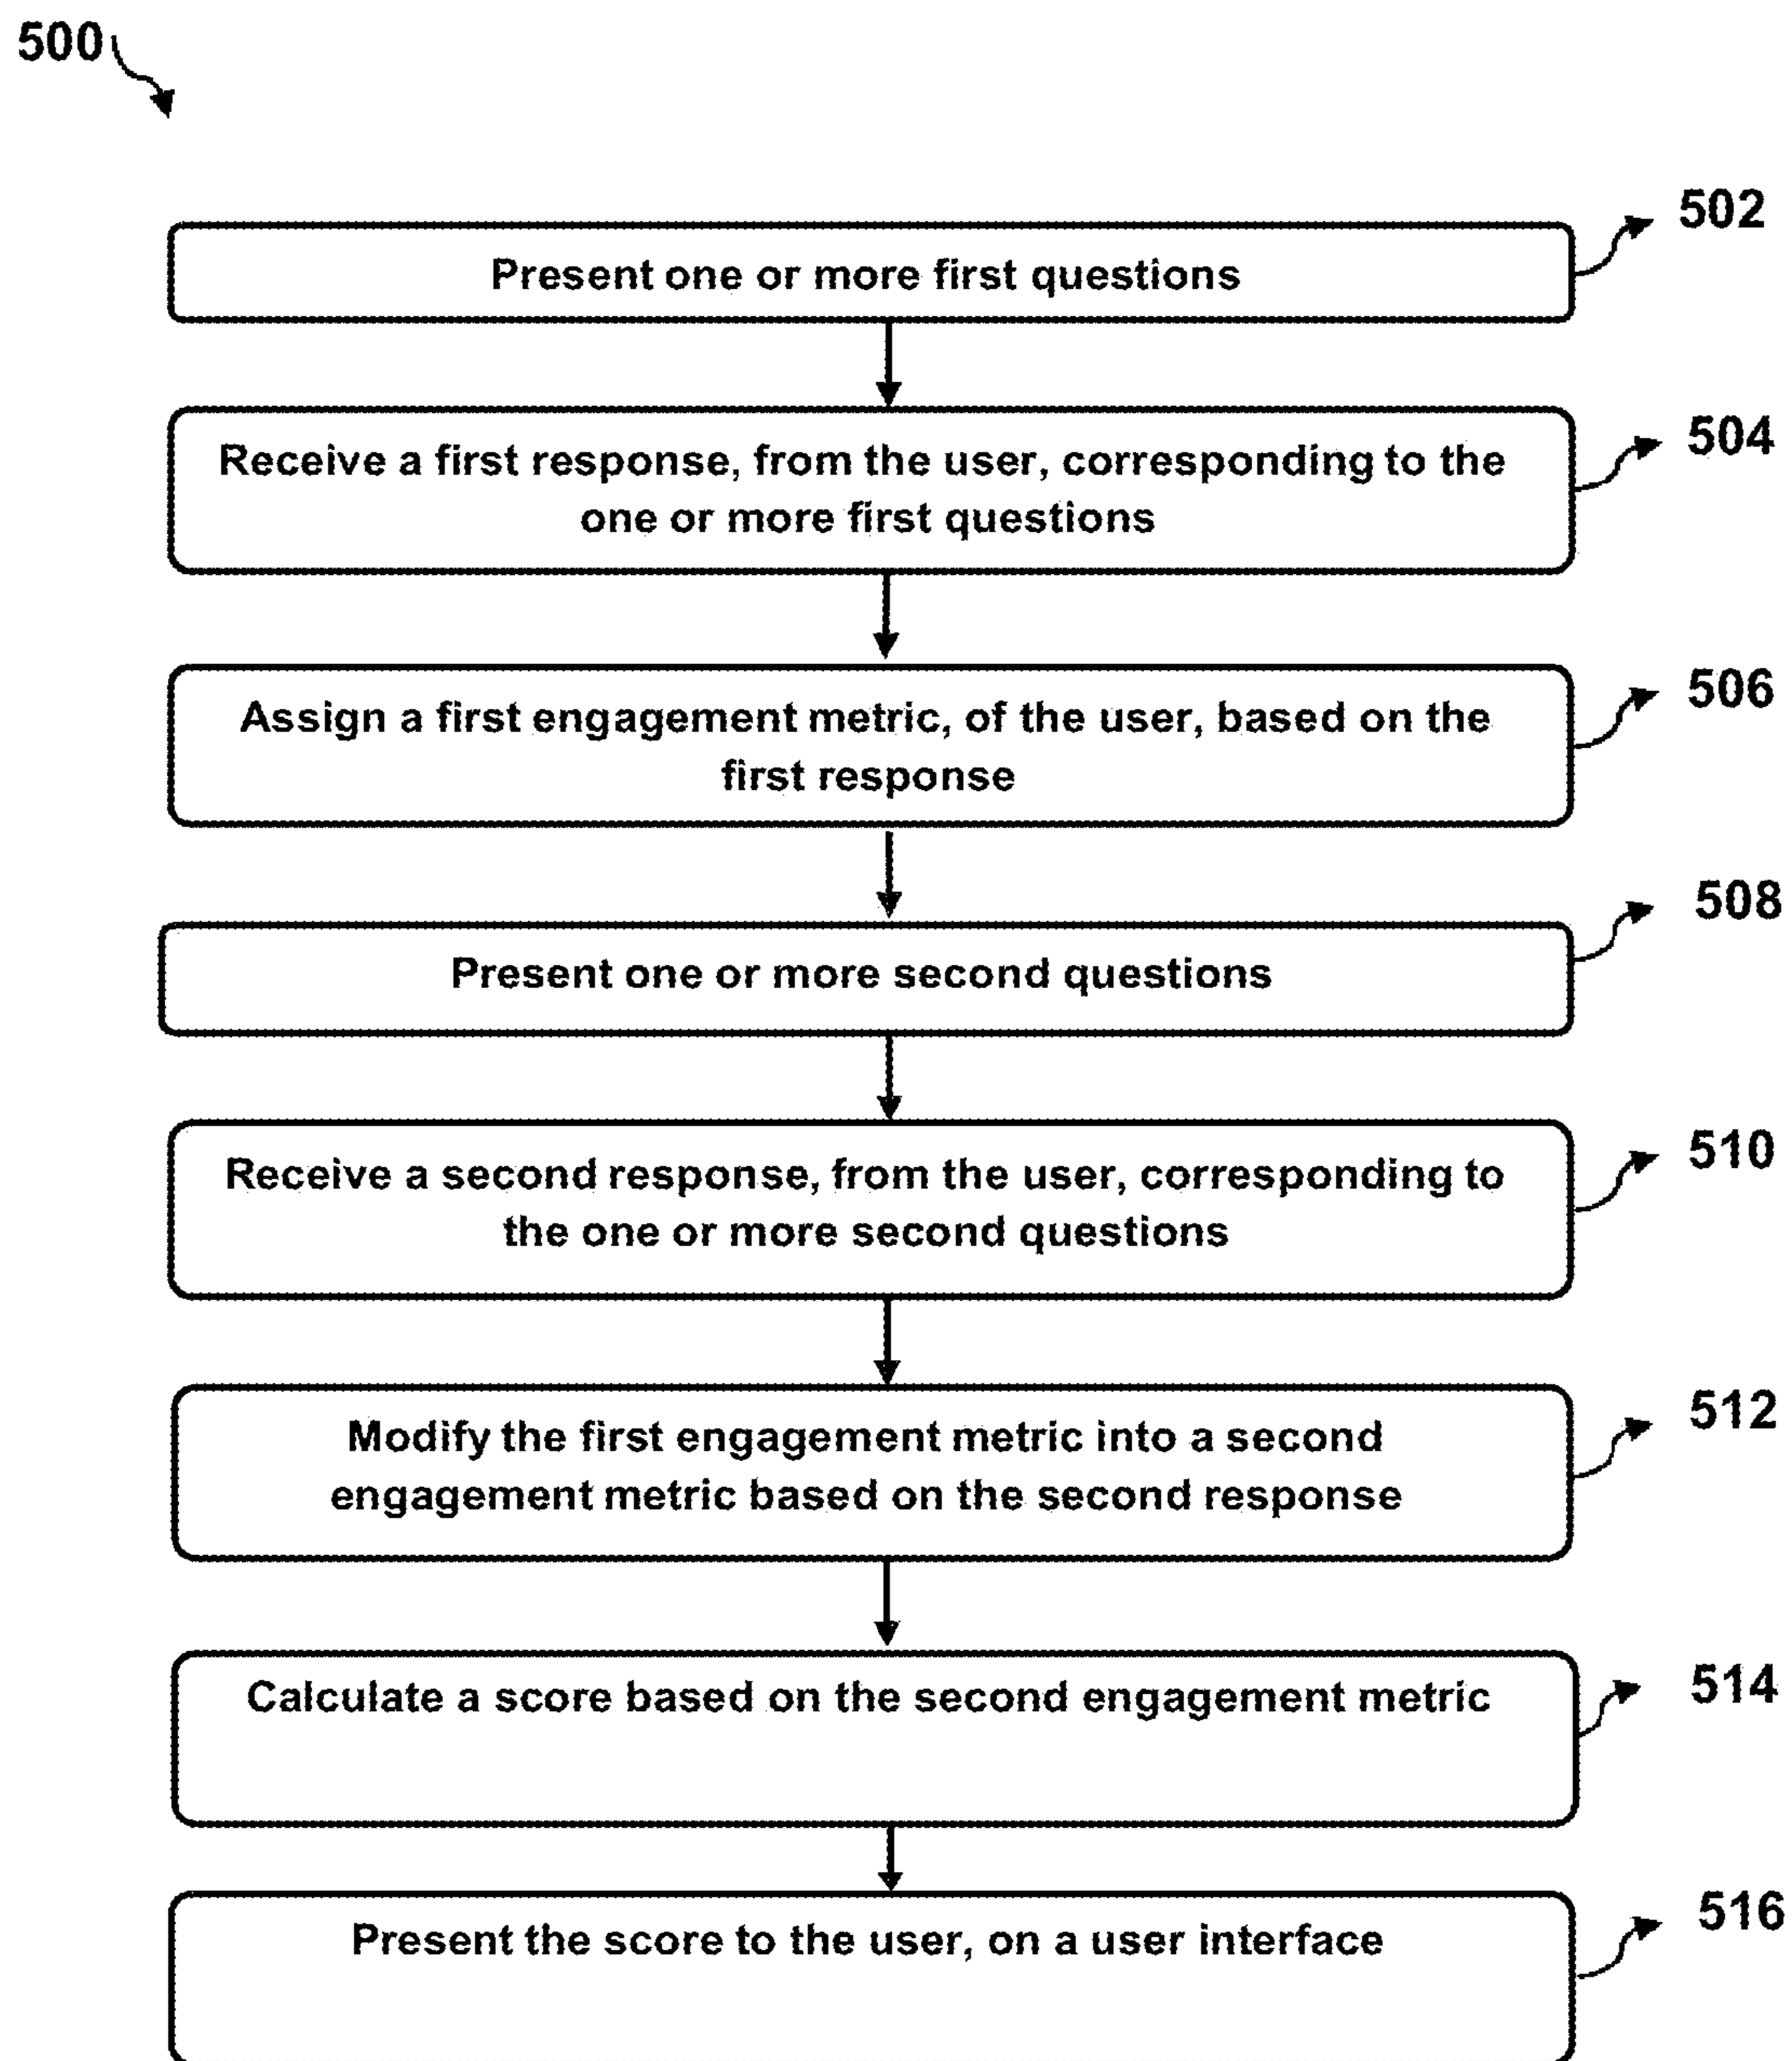 500
502
Present one or more first questions
504
Receive a first response, from the user, corresponding to the
one or more first questions
506
Assign a first engagement metric, of the user, based on the
first response
508
Present one or more second questions
510
Receive a second response, from the user, corresponding to
the one or more second questions
512
Modify the first engagement metric into a second
engagement metric based on the second response
514
Calculate a score based on the second engagement metric
516
Present the score to the user, on a user interface